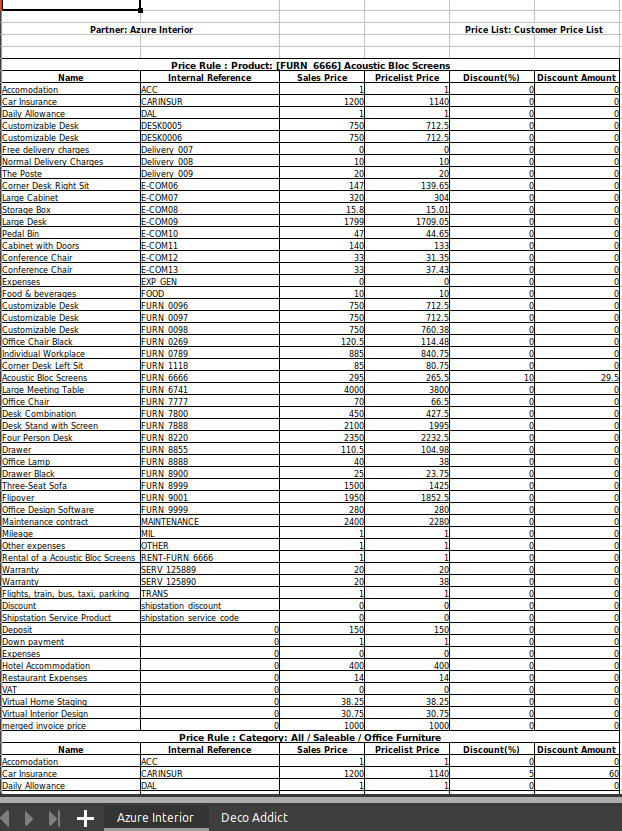 Partner: Azure Interior Price List: Customer Price List
Price Rule : Product: [FURN_6666] Acoustic Bloc Screens
Name Internal Reference Sales Price Pricelist Price Discount(%) Discount Amount
Accomodation ACC 1 1 0 0
Car Insurance CARINSUR 1200 1140 0 0
Daily Allowance DAL 1 1 0 0
Customizable Desk DESK0005 750 712.5 0 0
Customizable Desk DESK0006 750 712.5 0 0
Free delivery charges Delivery_007 0 0 0 0
Normal Delivery Charges Delivery_008 10 10 0 0
The Poste Delivery_009 20 20 0 0
Corner Desk Right Sit E-COM06 147 139.65 0 0
Large Cabinet E-COM07 320 304 0 0
Storage Box E-COM08 15.8 15.01 0 0
Large Desk E-COM09 1799 1709.05 0 0
Pedal Bin E-COM10 47 44.65 0 0
Cabinet with Doors E-COM11 140 133 0 0
Conference Chair E-COM12 33 31.35 0 0
Conference Chair E-COM13 33 37.43 0 0
Expenses EXP_GEN 0 0 0 0
Food & beverages FOOD 10 10 0 0
Customizable Desk FURN_0096 750 712.5 0 0
Customizable Desk FURN_0097 750 712.5 0 0
Customizable Desk FURN_0098 750 760.38 0 0
Office Chair Black FURN_0269 120.5 114.48 0 0
Individual Workplace FURN_0789 885 840.75 0 0
Corner Desk Left Sit FURN_1118 85 80.75 0 0
Acoustic Bloc Screens FURN_6666 295 265.5 10 29.5
Large Meeting Table FURN_6741 4000 3800 0 0
Office Chair FURN_7777 70 66.5 0 0
Desk Combination FURN_7800 450 427.5 0 0
Desk Stand with Screen FURN_7888 2100 1995 0 0
Four Person Desk FURN_8220 2350 2232.5 0 0
Drawer FURN_8855 110.5 104.98 0 0
Office Lamp FURN_8888 40 38 0 0
Drawer Black FURN_8900 25 23.75 0 0
Three-Seat Sofa FURN_8999 1500 1425 0 0
Flipover FURN_9001 1950 1852.5 0 0
Office Design Software FURN_9999 280 280 0 0
Maintenance contract MAINTENANCE 2400 2280 0 0
Mileage MIL 1 1 0 0
Other expenses OTHER 1 1 0 0
Rental of a Acoustic Bloc Screens RENT-FURN_6666 1 1 0 0
Warranty SERV_125889 20 20 0 0
Warranty SERV_125890 20 38 0 0
Flights, train, bus, taxi, parking TRANS 1 1 0 0
Discount shipstation_discount 0 0 0 0
Shipstation Service Product shipstation_service_code 0 0 0 0
Deposit 0 150 150 0 0
Down payment 0 1 1 0 0
Expenses 0 0 0 0 0
Hotel Accommodation 0 400 400 0 0
Restaurant Expenses 0 14 14 0 0
VAT 0 0 0 0 0
Virtual Home Staging 0 38.25 38.25 0 0
Virtual Interior Design 0 30.75 30.75 0 0
merged invoice price 0 1000 1000 0 0
Price Rule : Category: All / Saleable / Office Furniture
Name Internal Reference Sales Price Pricelist Price Discount(%) Discount Amount
Accomodation ACC 1 1 0 0
Car Insurance CARINSUR 1200 1140 5 60
Daily Allowance DAL 1 1 0 0
Azure Interior Deco Addict